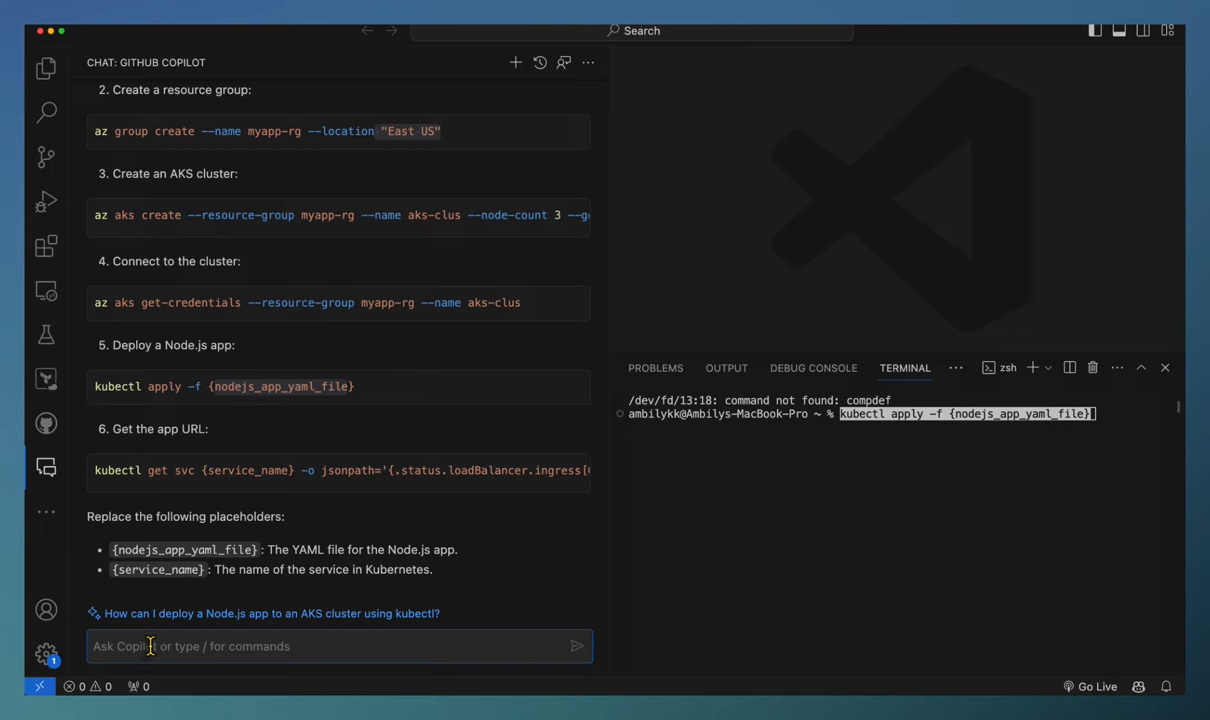 Search
CHAT: GITHUB COPILOT
2. Create a resource group:
az group create --name myapp-rg --location "East US"
3. Create an AKS cluster:
az aks create --resource-group myapp-rg --name aks-clus --node-count 3
4. Connect to the cluster:
az aks get-credentials --resource-group myapp-rg --name aks-clus
5. Deploy a Node.js app:
kubectl apply -f {nodejs_app_yaml_file}
6. Get the app URL:
kubectl get svc {service_name} -o jsonpath='{.status.loadBalancer.ingress[
Replace the following placeholders:
• {nodejs_app_yaml_file}: The YAML file for the Node.js app.
• {service_name}: The name of the service in Kubernetes.
How can I deploy a Node.js app to an AKS cluster using kubectl?
Ask Copilot or type / for commands
PROBLEMS OUTPUT DEBUG CONSOLE TERMINAL zsh
/dev/fd/13:18: command not found: compdef
ambilykk@Ambilys-MacBook-Pro ~ % kubectl apply -f {nodejs_app_yaml_file}
1
0 0 0 Go Live